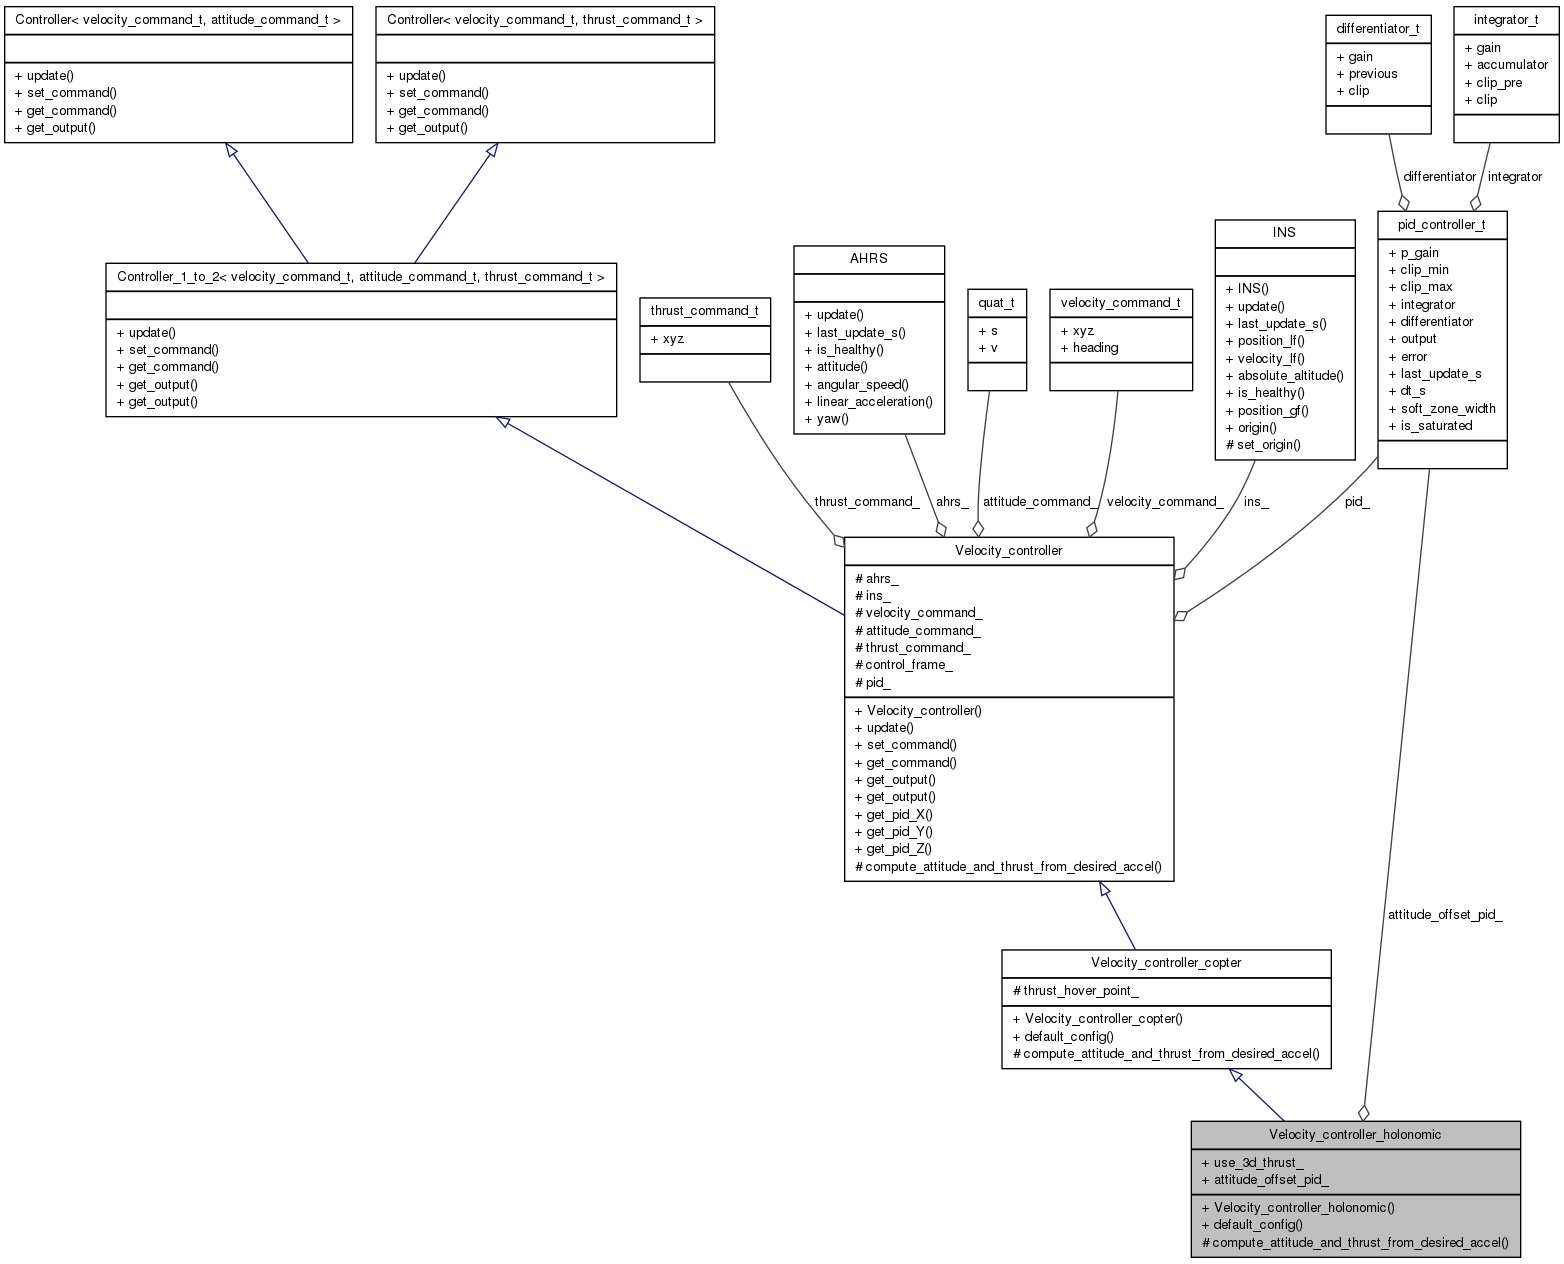 Controller< velocity_command_t, attitude_command_t >
+ update()
+ set_command()
+ get_command()
+ get_output()
Controller< velocity_command_t, thrust_command_t >
+ update()
+ set_command()
+ get_command()
+ get_output()
differentiator_t
+ gain
+ previous
+ clip
integrator_t
+ gain
+ accumulator
+ clip_pre
+ clip
differentiator
integrator
Controller_1_to_2< velocity_command_t, attitude_command_t, thrust_command_t >
+ update()
+ set_command()
+ get_command()
+ get_output()
+ get_output()
thrust_command_t
+ xyz
AHRS
+ update()
+ last_update_s()
+ is_healthy()
+ attitude()
+ angular_speed()
+ linear_acceleration()
+ yaw()
quat_t
+ s
+ v
velocity_command_t
+ xyz
+ heading
INS
+ INS()
+ update()
+ last_update_s()
+ position_lf()
+ velocity_lf()
+ absolute_altitude()
+ is_healthy()
+ position_gf()
+ origin()
# set_origin()
pid_controller_t
+ p_gain
+ clip_min
+ clip_max
+ integrator
+ differentiator
+ output
+ error
+ last_update_s
+ dt_s
+ soft_zone_width
+ is_saturated
thrust_command_
ahrs_
attitude_command_
velocity_command_
ins_
pid_
Velocity_controller
# ahrs_
# ins_
# velocity_command_
# attitude_command_
# thrust_command_
# control_frame_
# pid_
+ Velocity_controller()
+ update()
+ set_command()
+ get_command()
+ get_output()
+ get_output()
+ get_pid_X()
+ get_pid_Y()
+ get_pid_Z()
# compute_attitude_and_thrust_from_desired_accel()
attitude_offset_pid_
Velocity_controller_copter
# thrust_hover_point_
+ Velocity_controller_copter()
+ default_config()
# compute_attitude_and_thrust_from_desired_accel()
Velocity_controller_holonomic
+ use_3d_thrust_
+ attitude_offset_pid_
+ Velocity_controller_holonomic()
+ default_config()
# compute_attitude_and_thrust_from_desired_accel()